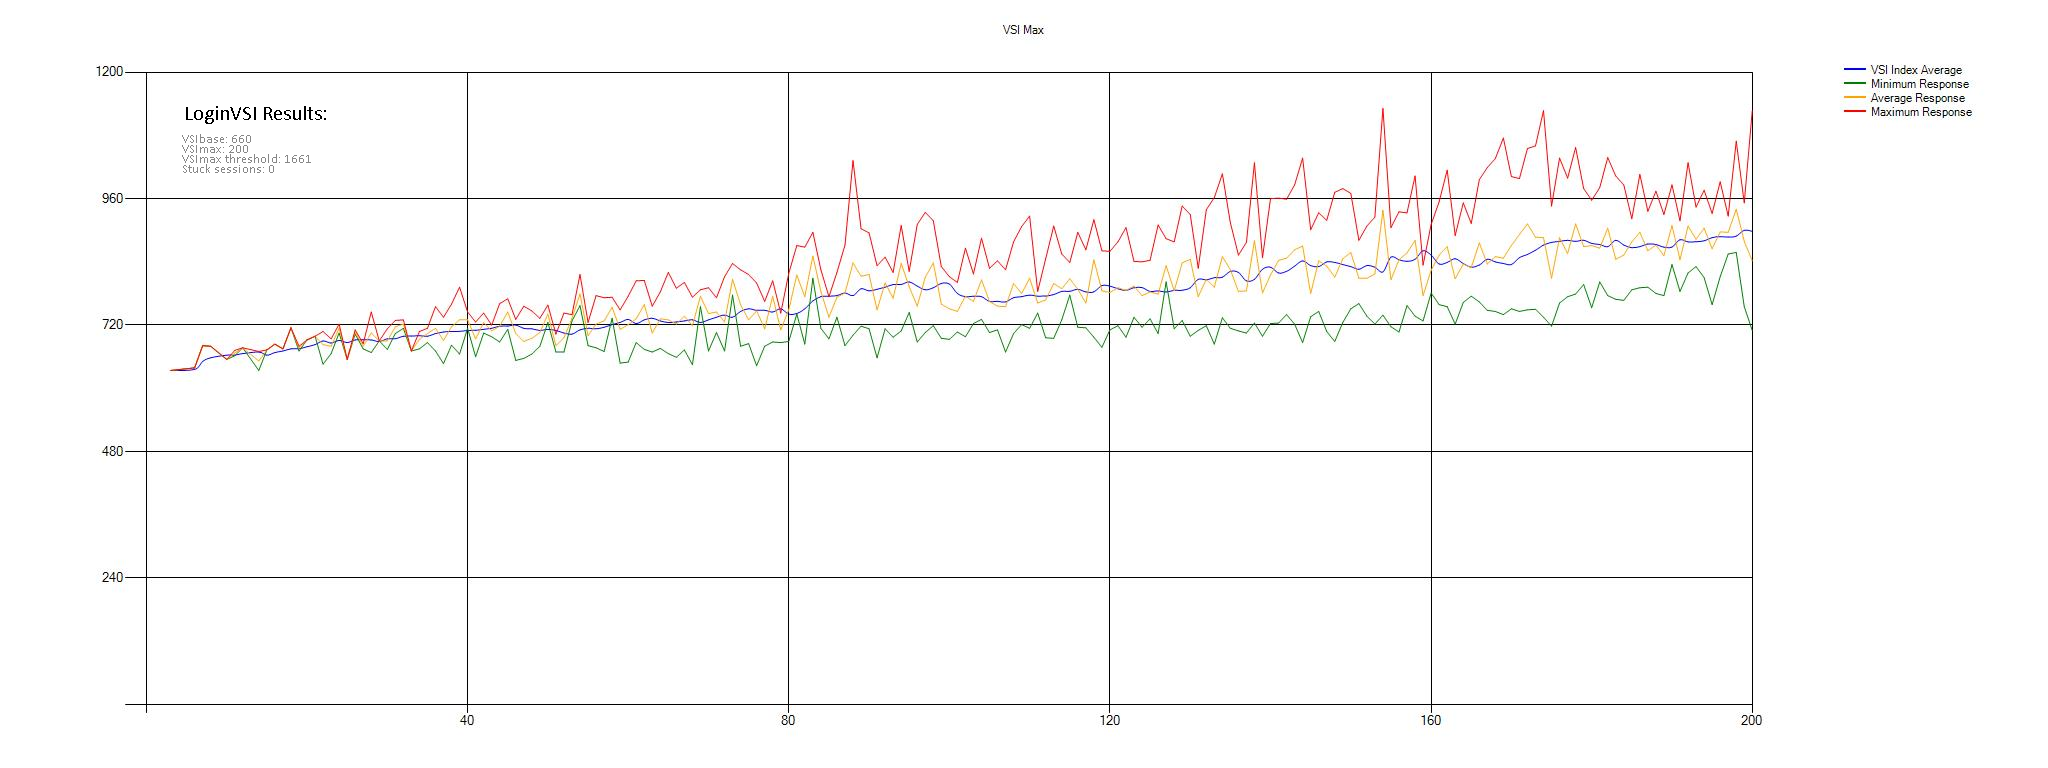 VSI Max
1200
960
720
480
240
LoginVSI Results:
VSIbase: 660
VSImax: 200
VSImax threshold: 1661
Stuck sessions: 0
40
80
120
160
200
VSI Index Average
Minimum Response
Average Response
Maximum Response